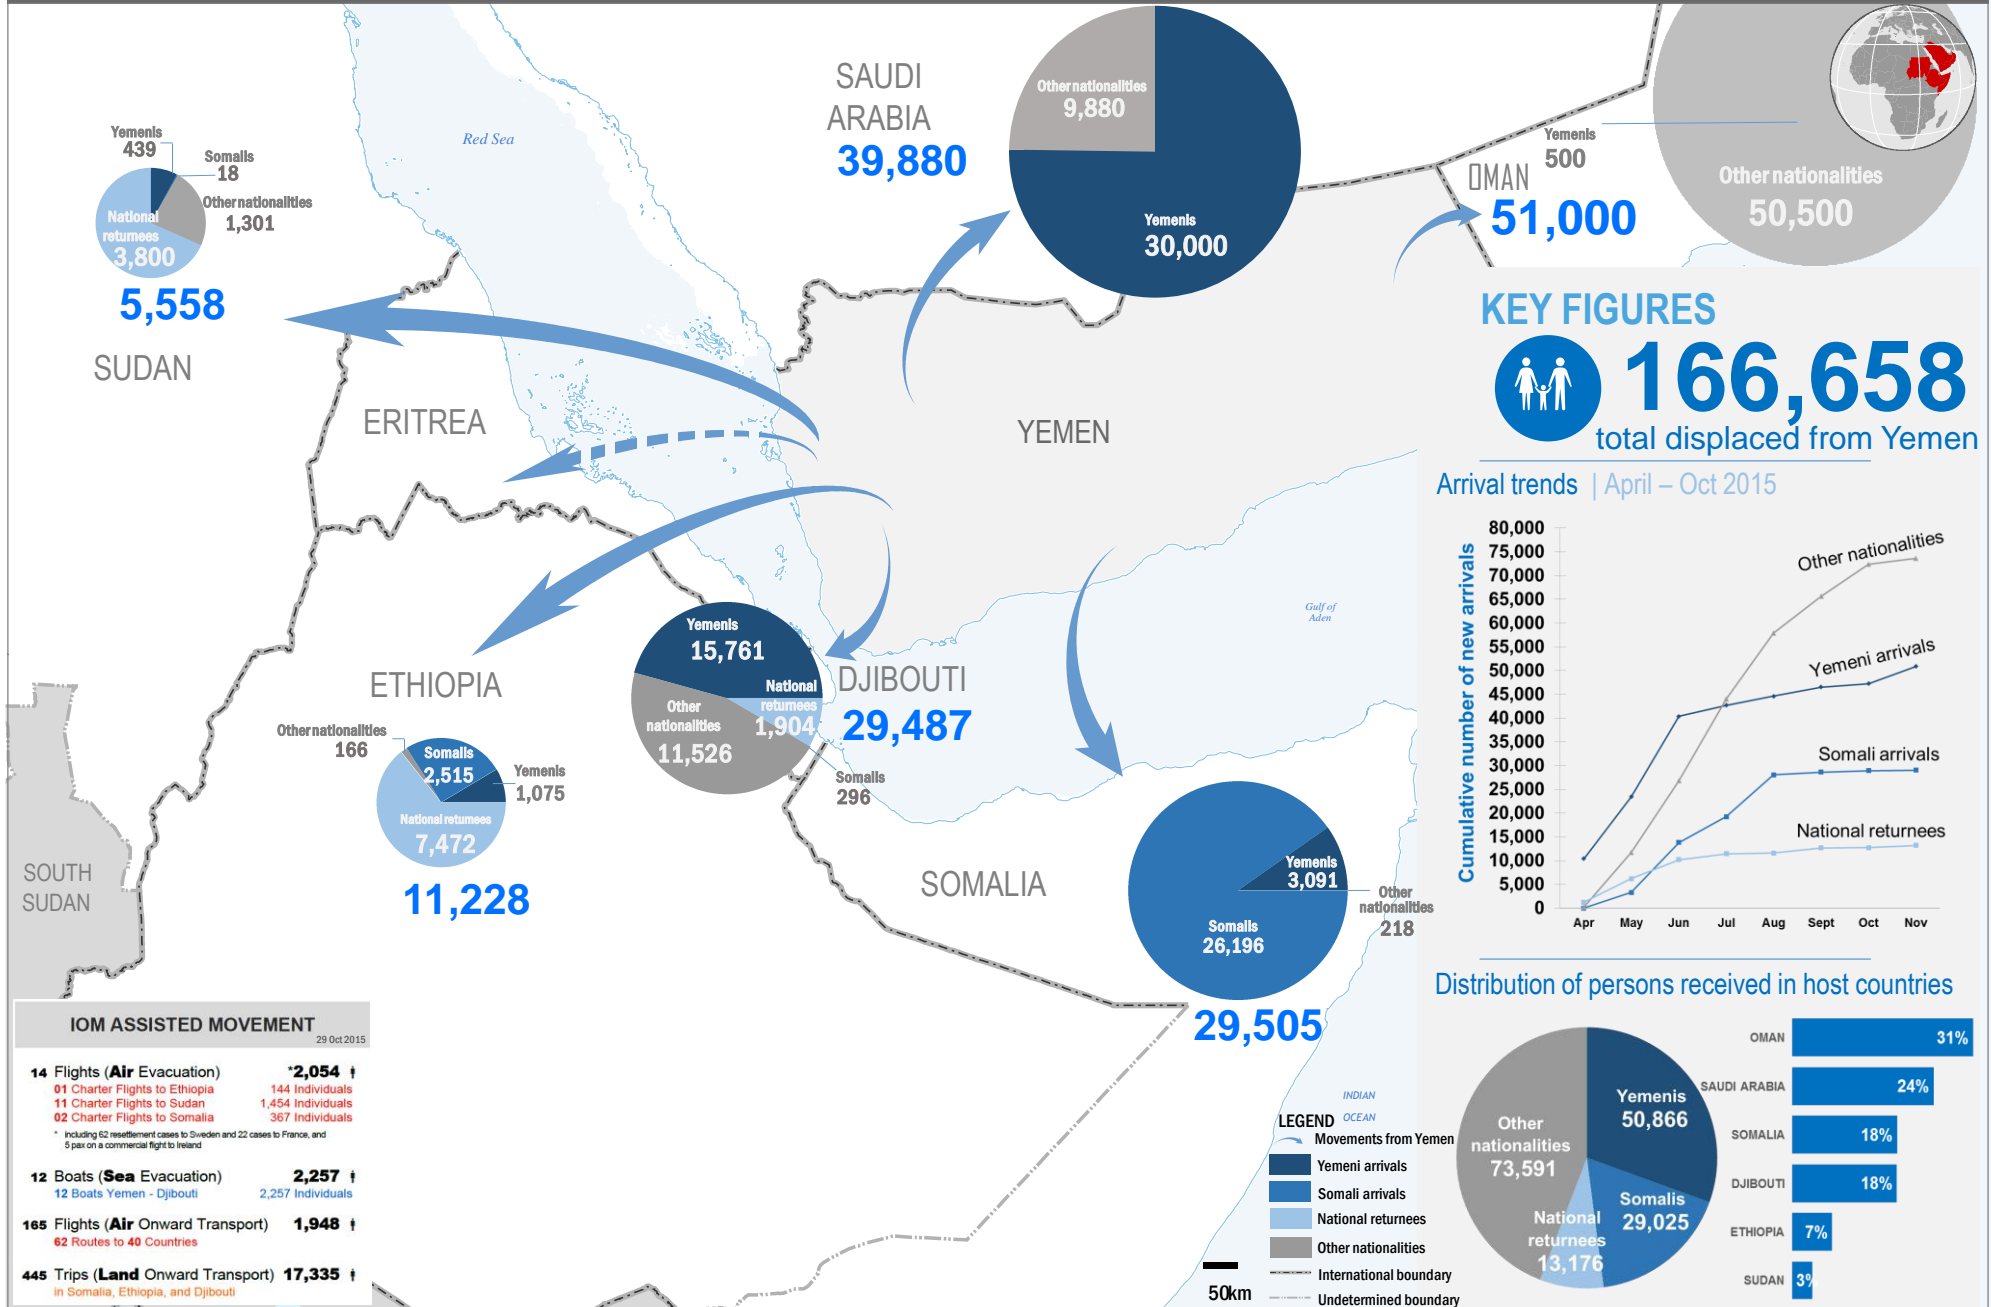 Red Sea
SAUDI
ARABIA
39,880
Other nationalities
9,880
Yemenis
30,000
Yemenis
500
OMAN
51,000
Other nationalities
50,500
Yemenis
439
Somalis
18
Other nationalities
1,301
National
returnees
3,800
5,558
SUDAN
ERITREA
YEMEN
KEY FIGURES
166,658
total displaced from Yemen
Arrival trends | April – Oct 2015
Cumulative number of new arrivals
80,000
75,000
70,000
65,000
60,000
55,000
50,000
45,000
40,000
35,000
30,000
25,000
20,000
15,000
10,000
5,000
0
Other nationalities
Yemeni arrivals
Somali arrivals
National returnees
Apr May Jun Jul Aug Sept Oct Nov
Gulf of
Aden
ETHIOPIA
Other nationalities
166
Somalis
2,515
Yemenis
1,075
National returnees
7,472
11,228
Yemenis
15,761
National
returnees
1,904
Other
nationalities
11,526
Somalis
296
DJIBOUTI
29,487
SOUTH
SUDAN
SOMALIA
Yemenis
3,091
Other
nationalities
218
Somalis
26,196
29,505
INDIAN
OCEAN
Distribution of persons received in host countries
Yemenis
50,866
Somalis
29,025
National
returnees
13,176
Other
nationalities
73,591
OMAN 31%
SAUDI ARABIA 24%
SOMALIA 18%
DJIBOUTI 18%
ETHIOPIA 7%
SUDAN 3%
IOM ASSISTED MOVEMENT
29 Oct 2015
14 Flights (Air Evacuation) *2,054
01 Charter Flights to Ethiopia 144 Individuals
11 Charter Flights to Sudan 1,454 Individuals
02 Charter Flights to Somalia 367 Individuals
* including 62 resettlement cases to Sweden and 22 cases to France, and
5 pax on a commercial flight to Ireland
12 Boats (Sea Evacuation) 2,257
12 Boats Yemen - Djibouti 2,257 Individuals
165 Flights (Air Onward Transport) 1,948
62 Routes to 40 Countries
445 Trips (Land Onward Transport) 17,335
in Somalia, Ethiopia, and Djibouti
LEGEND
Movements from Yemen
Yemeni arrivals
Somali arrivals
National returnees
Other nationalities
International boundary
Undetermined boundary
50km